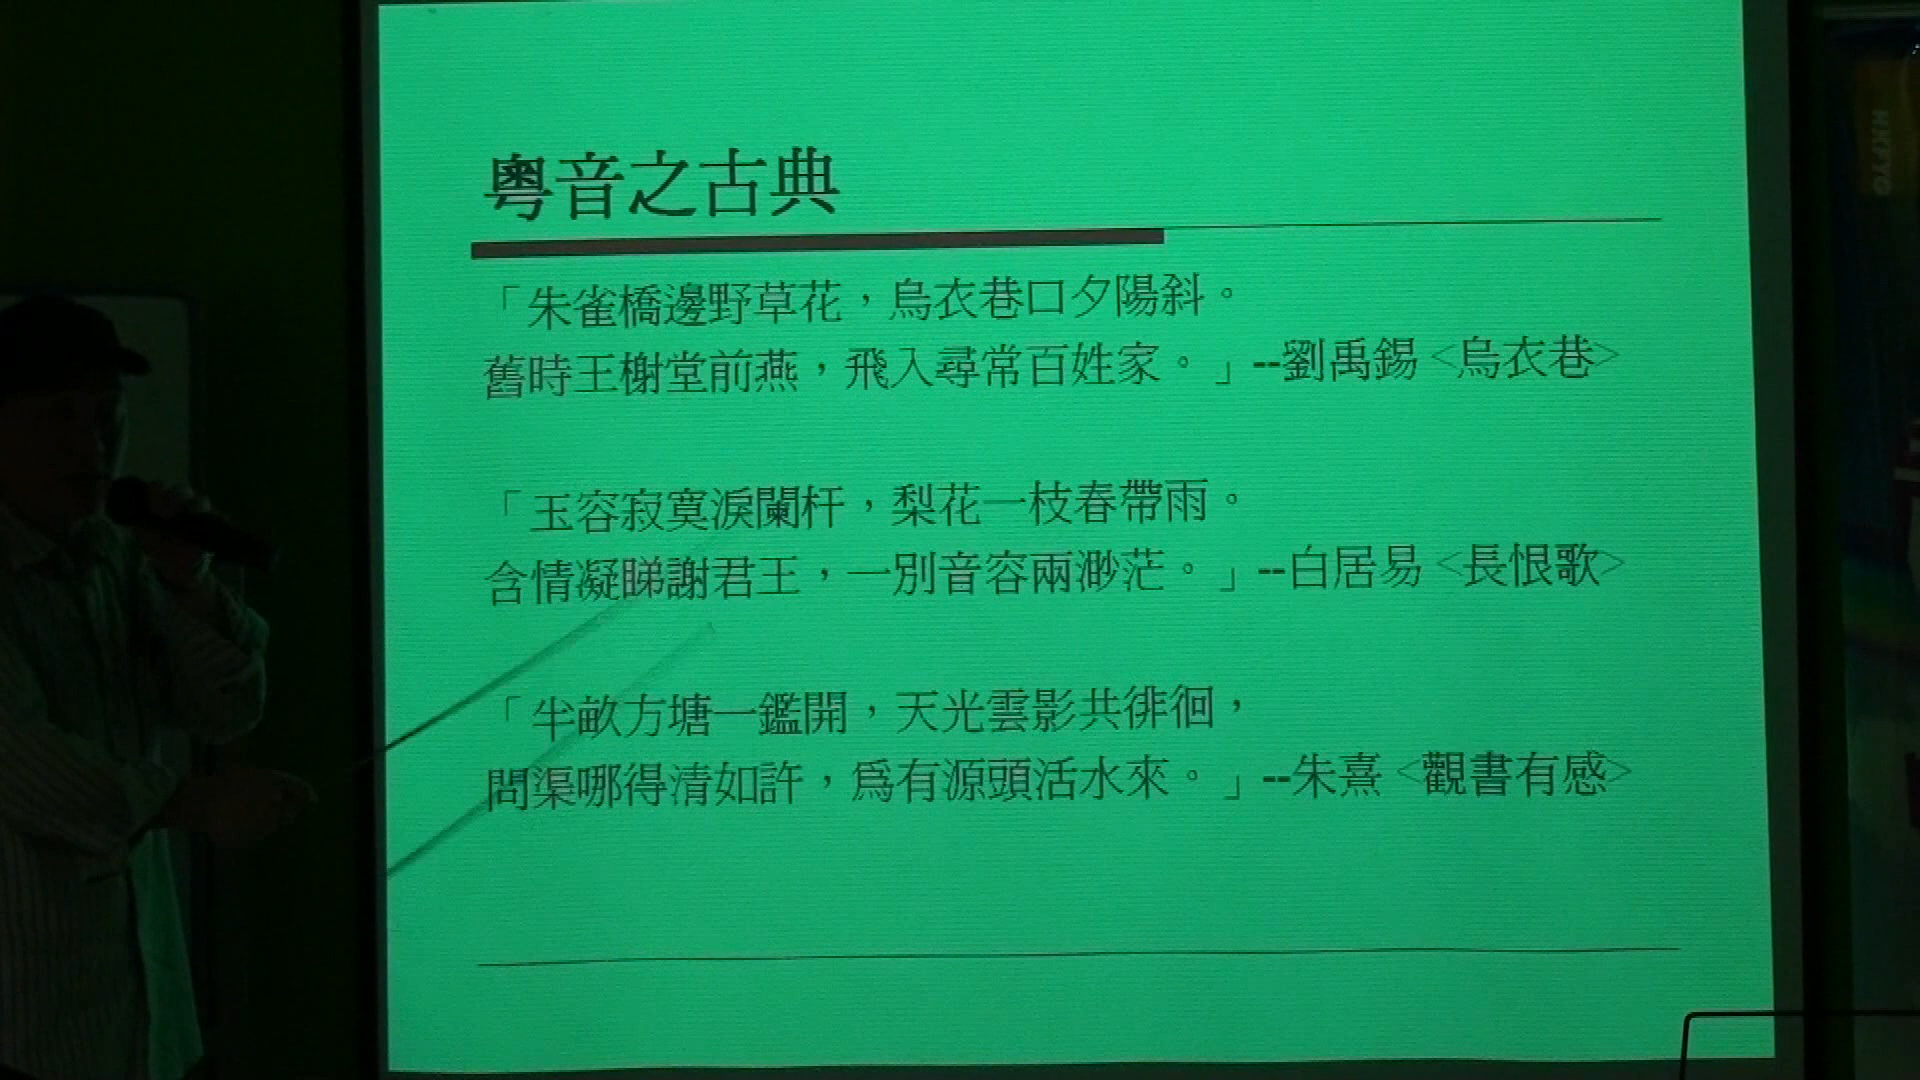 粵音之古典
「朱雀橋邊野草花，烏衣巷口夕陽斜。
舊時王榭堂前燕，飛入尋常百姓家。」--劉禹錫 <烏衣巷>
「玉容寂寞淚闌杆，梨花一枝春帶雨。
含情凝睇謝君王，一別音容兩渺茫。」--白居易 <長恨歌>
「半畝方塘一鑑開，天光雲影共徘徊，
問渠哪得清如許，為有源頭活水來。」--朱熹 <觀書有感>